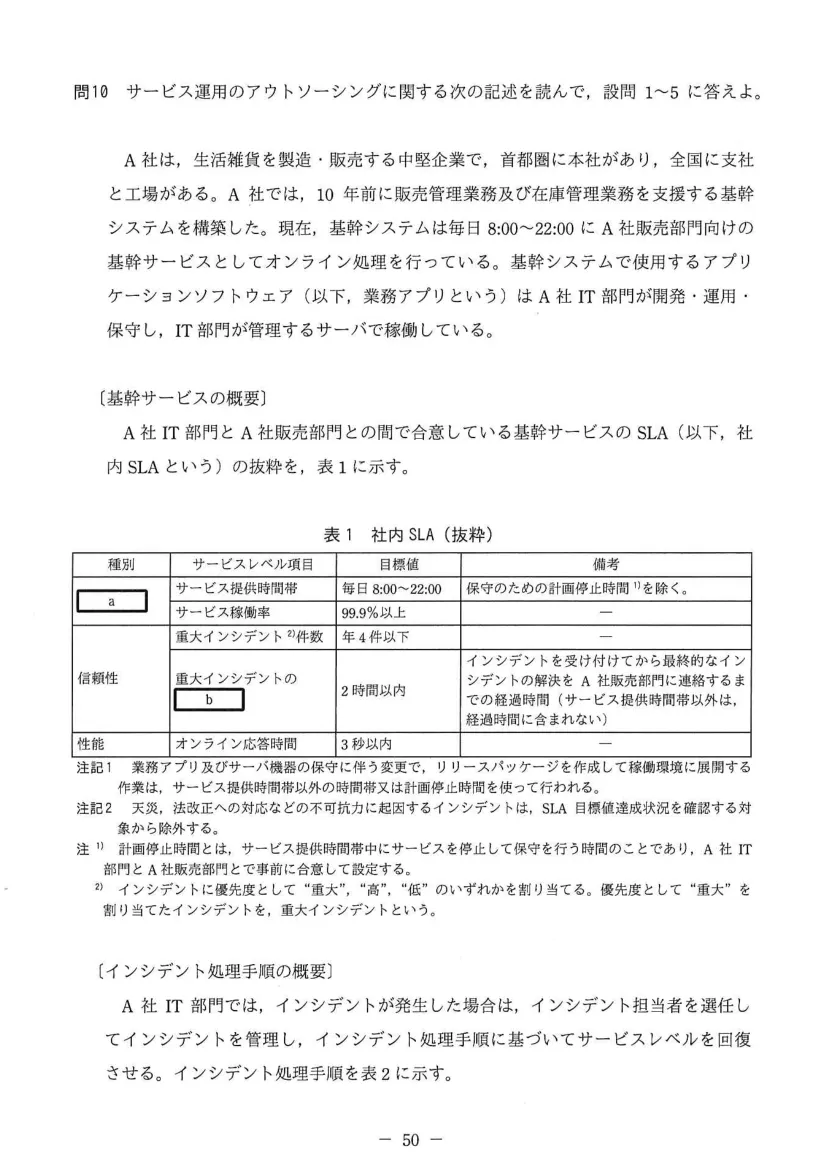 問10 サービス運用のアウトソーシングに関する次の記述を読んで，設問 1～5 に答えよ。
A 社は，生活雑貨を製造・販売する中堅企業で，首都圏に本社があり，全国に支社
と工場がある。A 社では，10 年前に販売管理業務及び在庫管理業務を支援する基幹
システムを構築した。現在，基幹システムは毎日 8:00～22:00 に A 社販売部門向けの
基幹サービスとしてオンライン処理を行っている。基幹システムで使用するアプリ
ケーションソフトウェア（以下，業務アプリという）は A 社 IT 部門が開発・運用・
保守し，IT 部門が管理するサーバで稼働している。
〔基幹サービスの概要〕
A 社 IT 部門と A 社販売部門との間で合意している基幹サービスの SLA（以下，社
内 SLA という）の抜粋を，表 1 に示す。
表 1 社内 SLA（抜粋）
種別 サービスレベル項目 目標値 備考
a サービス提供時間帯 毎日 8:00～22:00 保守のための計画停止時間 1)を除く。
サービス稼働率 99.9%以上 －
信頼性 重大インシデント 2)件数 年 4 件以下 －
重大インシデントの b 2 時間以内 インシデントを受け付けてから最終的なイン
シデントの解決を A 社販売部門に連絡するま
での経過時間（サービス提供時間帯以外は，
経過時間に含まれない）
性能 オンライン応答時間 3 秒以内 －
注記1 業務アプリ及びサーバ機器の保守に伴う変更で，リリースパッケージを作成して稼働環境に展開する
作業は，サービス提供時間帯以外の時間帯又は計画停止時間を使って行われる。
注記2 天災，法改正への対応などの不可抗力に起因するインシデントは，SLA 目標値達成状況を確認する対
象から除外する。
注 1) 計画停止時間とは，サービス提供時間帯中にサービスを停止して保守を行う時間のことであり，A 社 IT
部門と A 社販売部門とで事前に合意して設定する。
2) インシデントに優先度として“重大”，“高”，“低”のいずれかを割り当てる。優先度として“重大”を
割り当てたインシデントを，重大インシデントという。
〔インシデント処理手順の概要〕
A 社 IT 部門では，インシデントが発生した場合は，インシデント担当者を選任し
てインシデントを管理し，インシデント処理手順に基づいてサービスレベルを回復
させる。インシデント処理手順を表 2 に示す。
－ 50 －